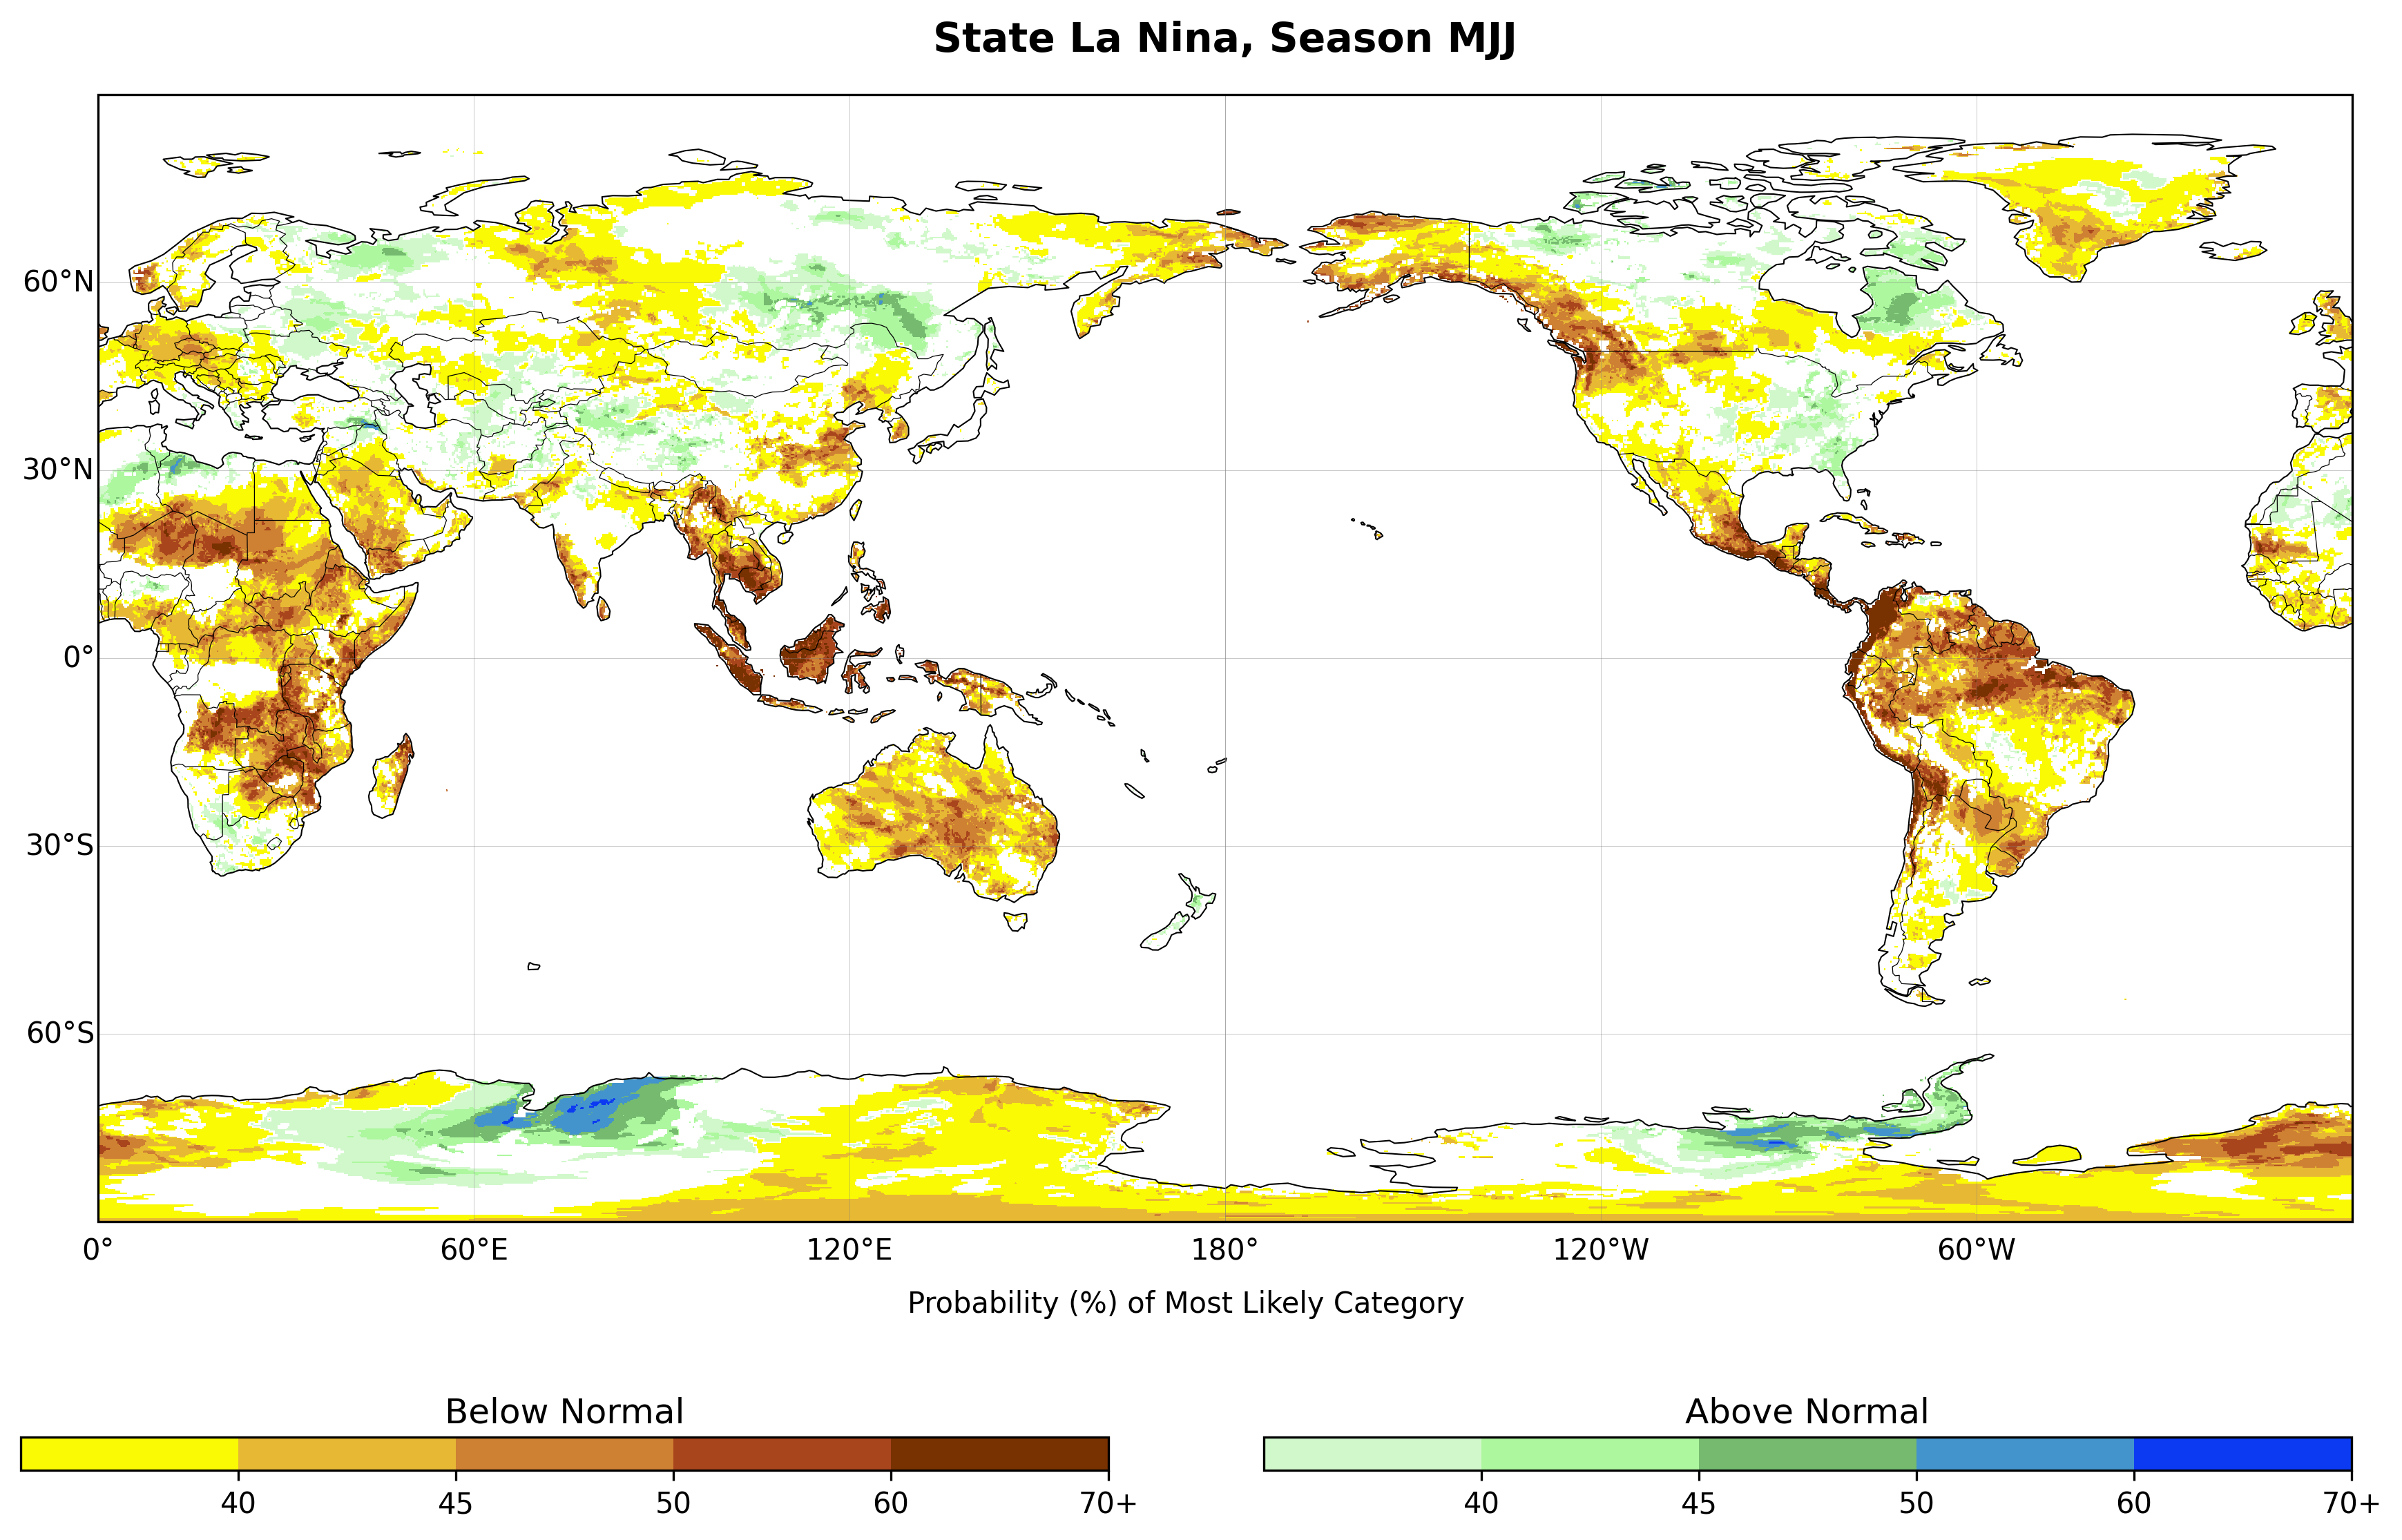 State La Nina, Season MJJ
60°N
30°N
0°
30°S
60°S
0° 60°E 120°E 180° 120°W 60°W
Probability (%) of Most Likely Category
Below Normal Above Normal
40 45 50 60 70+ 40 45 50 60 70+